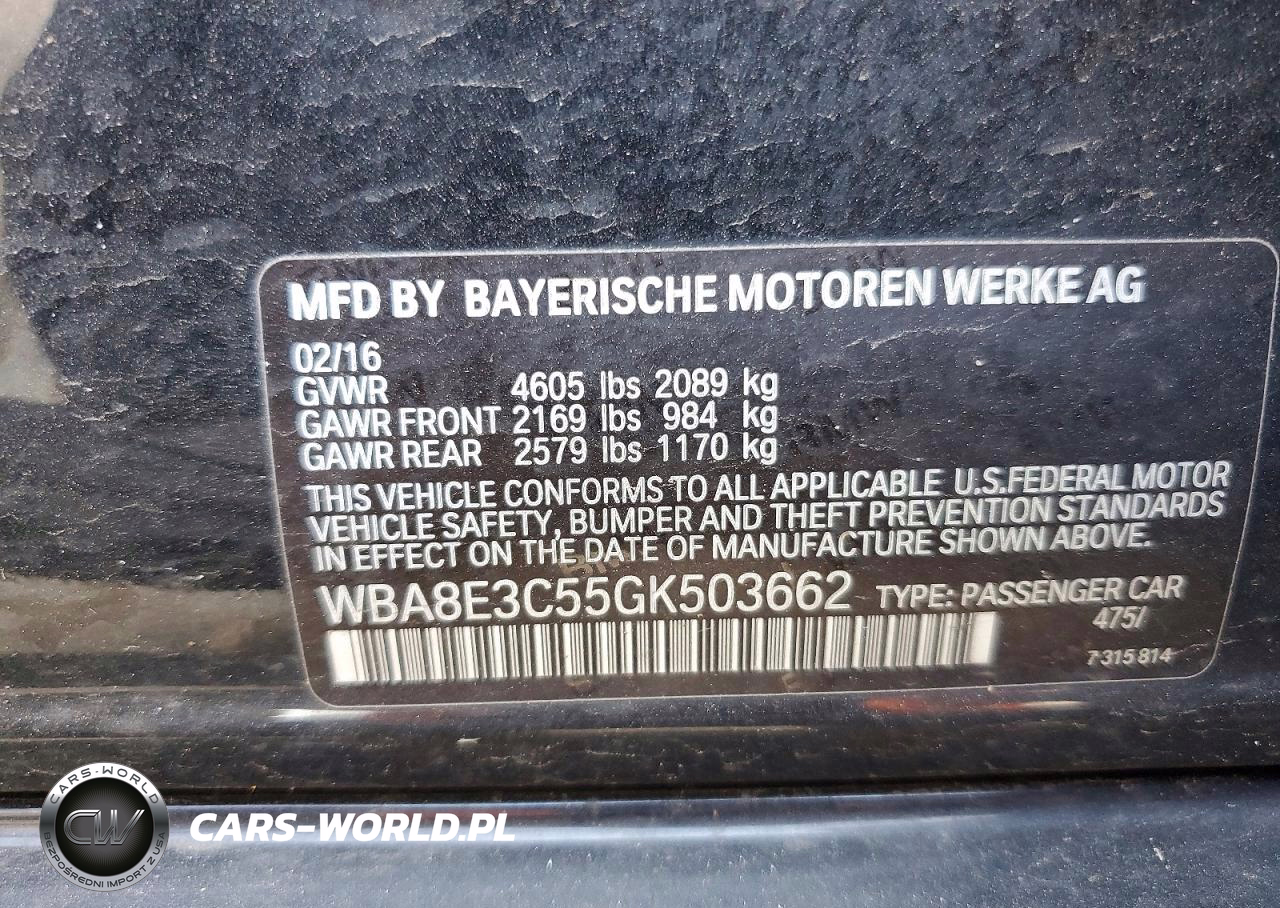 MFD BY BAYERISCHE MOTOREN WERKE AG
02/16
GVWR 4605 lbs 2089 kg
GAWR FRONT 2169 lbs 984 kg
GAWR REAR 2579 lbs 1170 kg
THIS VEHICLE CONFORMS TO ALL APPLICABLE U.S.FEDERAL MOTOR
VEHICLE SAFETY, BUMPER AND THEFT PREVENTION STANDARDS
IN EFFECT ON THE DATE OF MANUFACTURE SHOWN ABOVE.
WBA8E3C55GK503662 TYPE: PASSENGER CAR
475/
7 315 814
CARS-WORLD
CW
BEZPOŚREDNI IMPORT Z USA
CARS-WORLD.PL